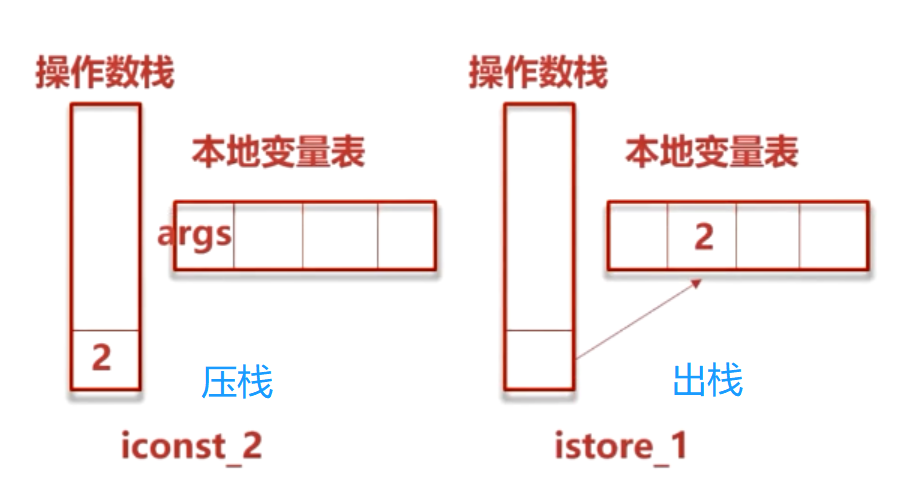 操作数栈
本地变量表
args
2
压栈
iconst_2
操作数栈
本地变量表
2
出栈
istore_1